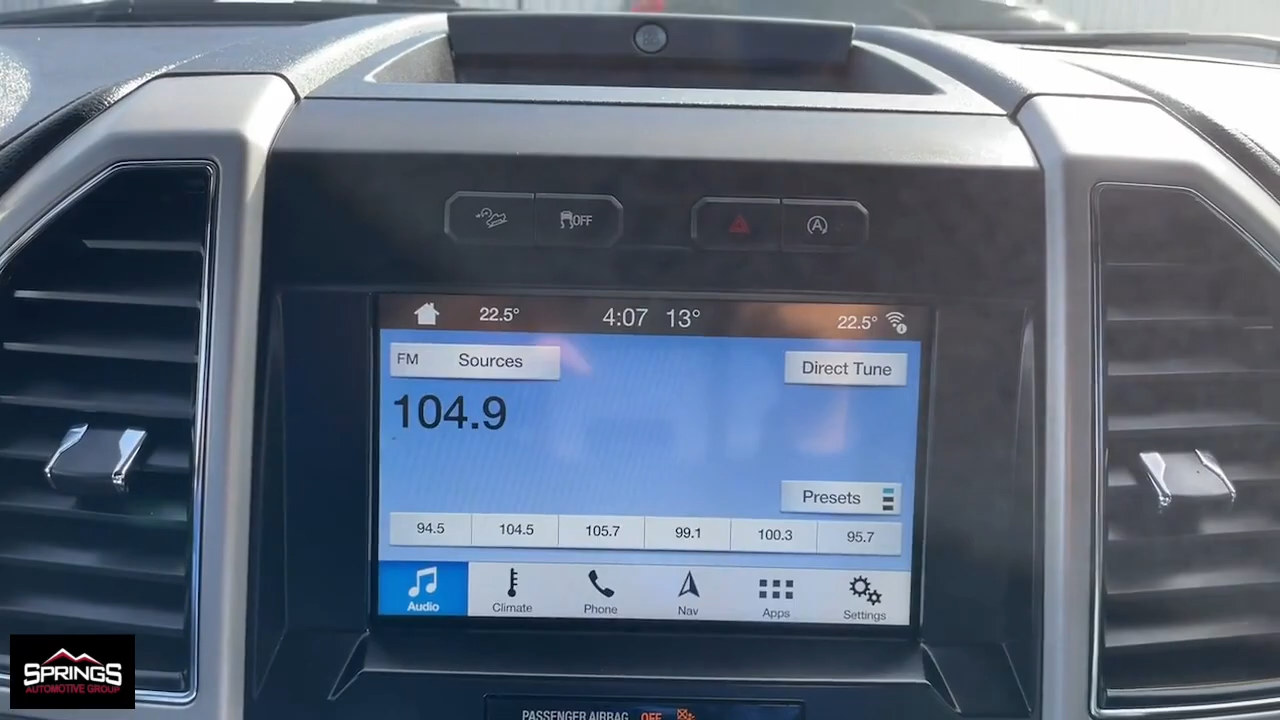 OFF
A
22.5°
4:07 13°
22.5°
FM Sources
Direct Tune
104.9
Presets
94.5
104.5
105.7
99.1
100.3
95.7
Audio
Climate
Phone
Nav
Apps
Settings
PASSENGER AIRBAG OFF
SPRINGS
AUTOMOTIVE GROUP